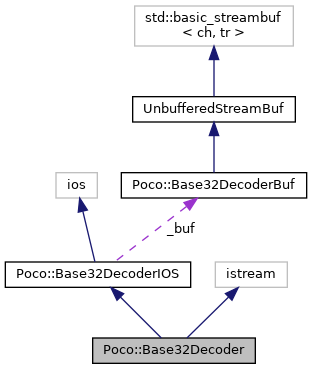 std::basic_streambuf
< ch, tr >
UnbufferedStreamBuf
ios
Poco::Base32DecoderBuf
_buf
Poco::Base32DecoderIOS
istream
Poco::Base32Decoder